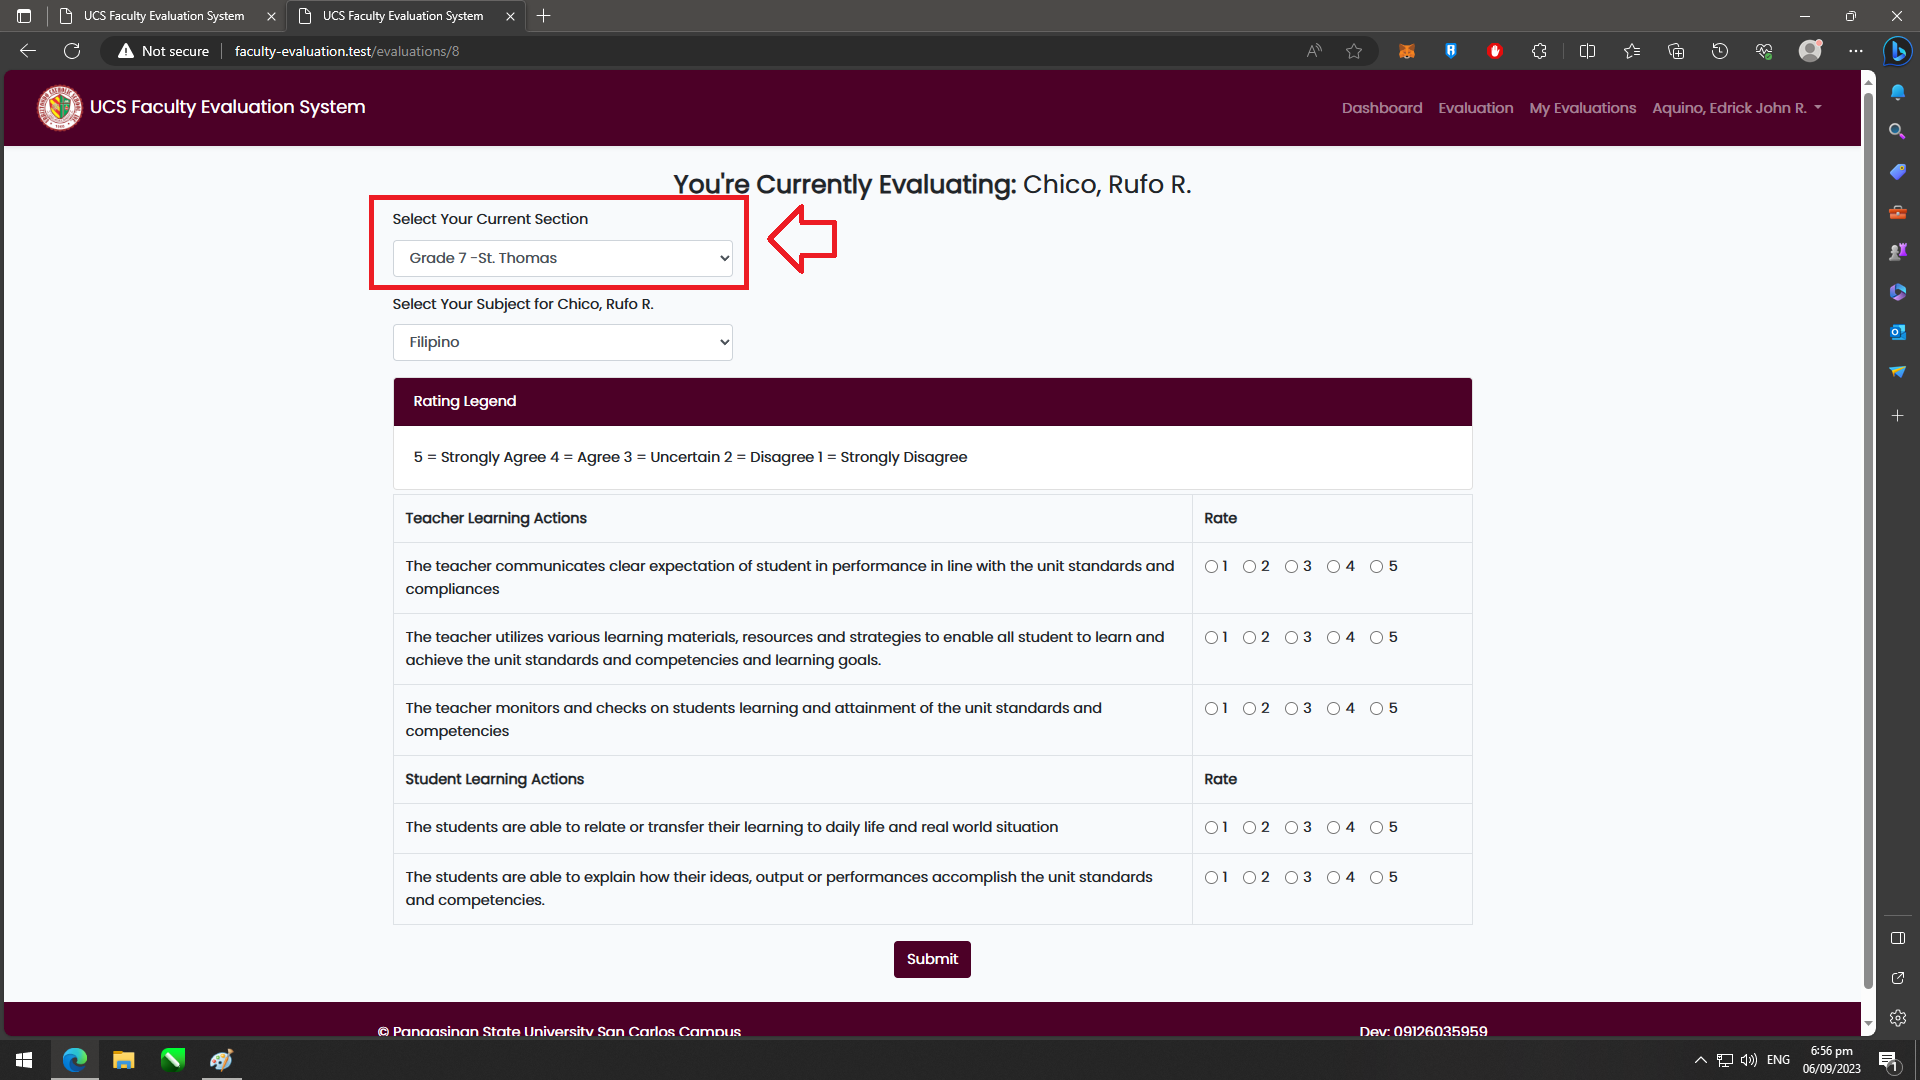 UCS Faculty Evaluation System
UCS Faculty Evaluation System
Not secure
faculty-evaluation.test/evaluations/8
UCS Faculty Evaluation System
Dashboard Evaluation My Evaluations Aquino, Edrick John R.
You're Currently Evaluating: Chico, Rufo R.
Select Your Current Section
Grade 7 -St. Thomas
Select Your Subject for Chico, Rufo R.
Filipino
Rating Legend
5 = Strongly Agree 4 = Agree 3 = Uncertain 2 = Disagree 1 = Strongly Disagree
Teacher Learning Actions Rate
The teacher communicates clear expectation of student in performance in line with the unit standards and
compliances
1 2 3 4 5
The teacher utilizes various learning materials, resources and strategies to enable all student to learn and
achieve the unit standards and competencies and learning goals.
1 2 3 4 5
The teacher monitors and checks on students learning and attainment of the unit standards and
competencies
1 2 3 4 5
Student Learning Actions Rate
The students are able to relate or transfer their learning to daily life and real world situation
1 2 3 4 5
The students are able to explain how their ideas, output or performances accomplish the unit standards
and competencies.
1 2 3 4 5
Submit
© Pangasinan State University San Carlos Campus
Dev: 09126035959
ENG
6:56 pm
06/09/2023
1